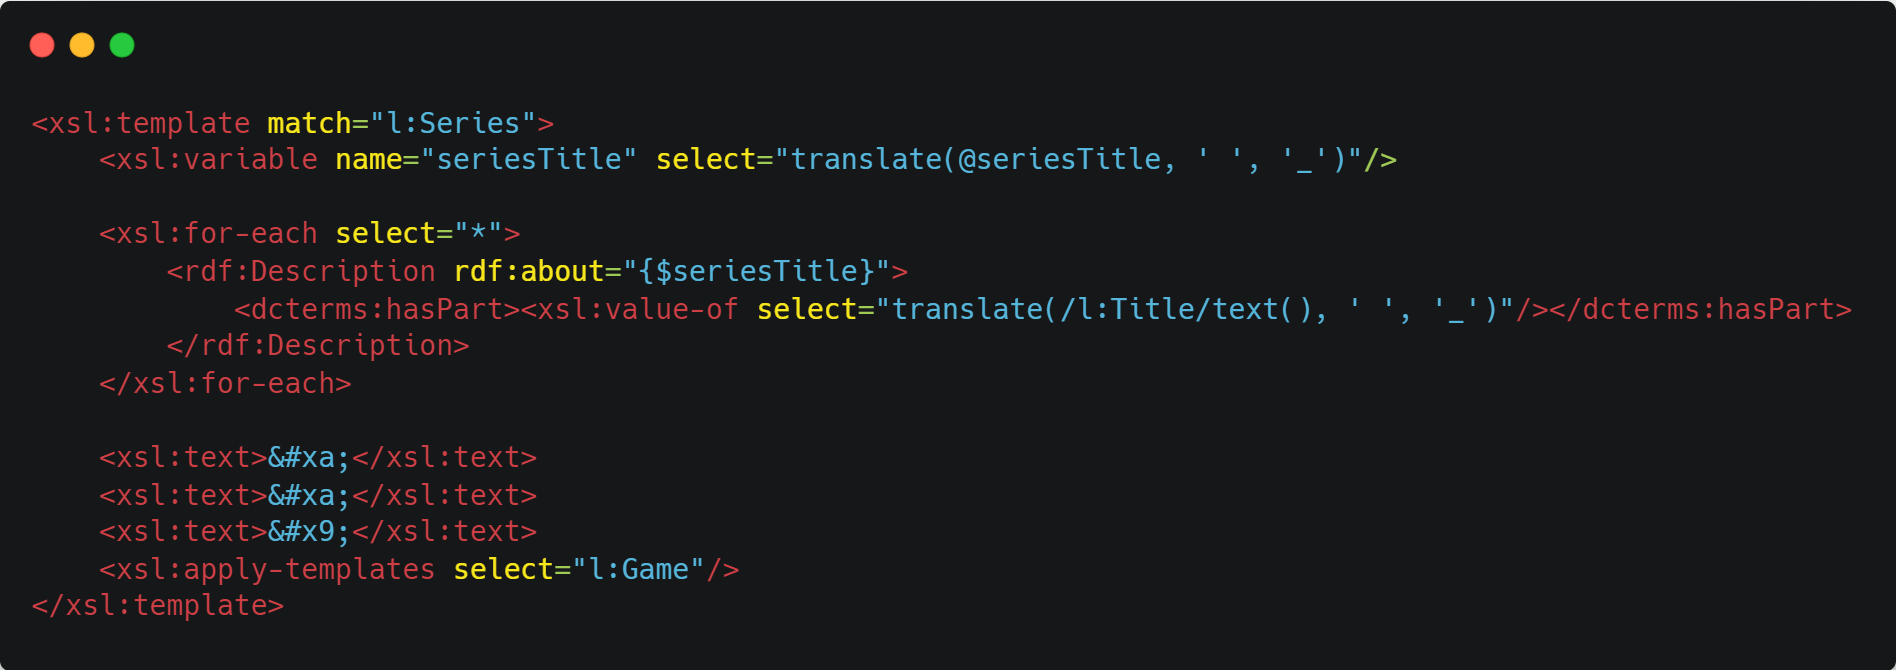 <xsl:template match="l:Series">
    <xsl:variable name="seriesTitle" select="translate(@seriesTitle, ' ', '_')"/>

    <xsl:for-each select="*">
        <rdf:Description rdf:about="{$seriesTitle}">
            <dcterms:hasPart><xsl:value-of select="translate(/l:Title/text(), ' ', '_')"/></dcterms:hasPart>
        </rdf:Description>
    </xsl:for-each>

    <xsl:text>&#xa;</xsl:text>
    <xsl:text>&#xa;</xsl:text>
    <xsl:text>&#x9;</xsl:text>
    <xsl:apply-templates select="l:Game"/>
</xsl:template>